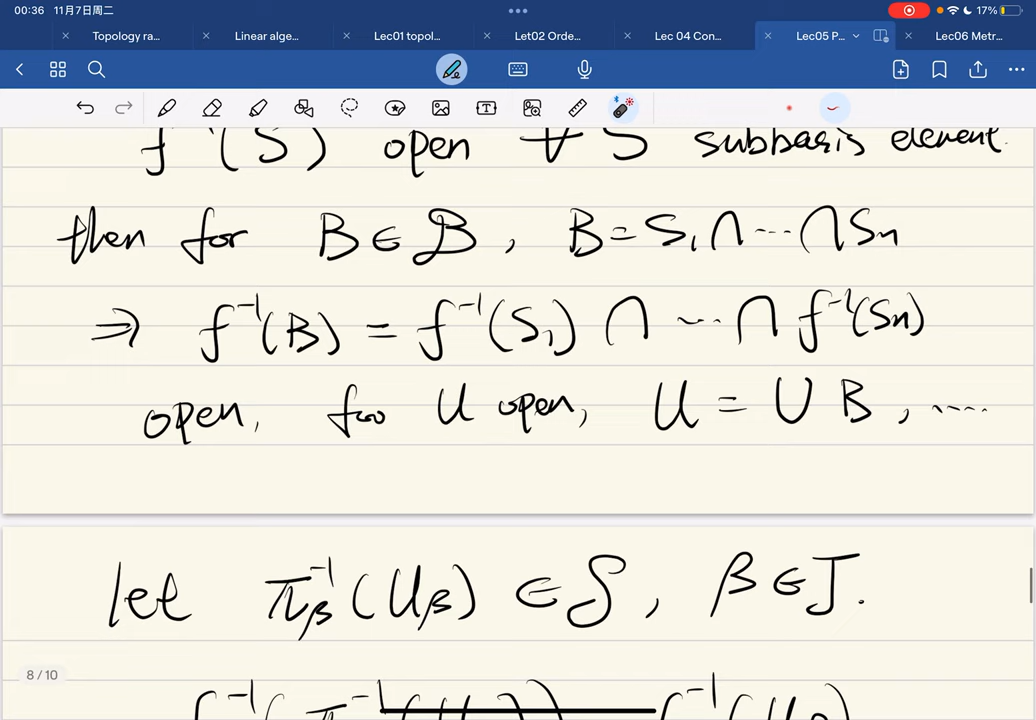 00:36 11月7日周二
17%
Topology ra...
Linear alge...
Lec01 topol...
Let02 Orde...
Lec 04 Con...
Lec05 P...
Lec06 Metr...
f⁻¹(S) open ∀ S subbasis element.
then for B ∈ ℬ, B = S₁ ∩ ··· ∩ Sn
⇒ f⁻¹(B) = f⁻¹(S₁) ∩ ··· ∩ f⁻¹(Sn)
open, for U open, U = ∪ B, ····
let π_β⁻¹(U_β) ∈ 𝒮, β ∈ J.
8 / 10